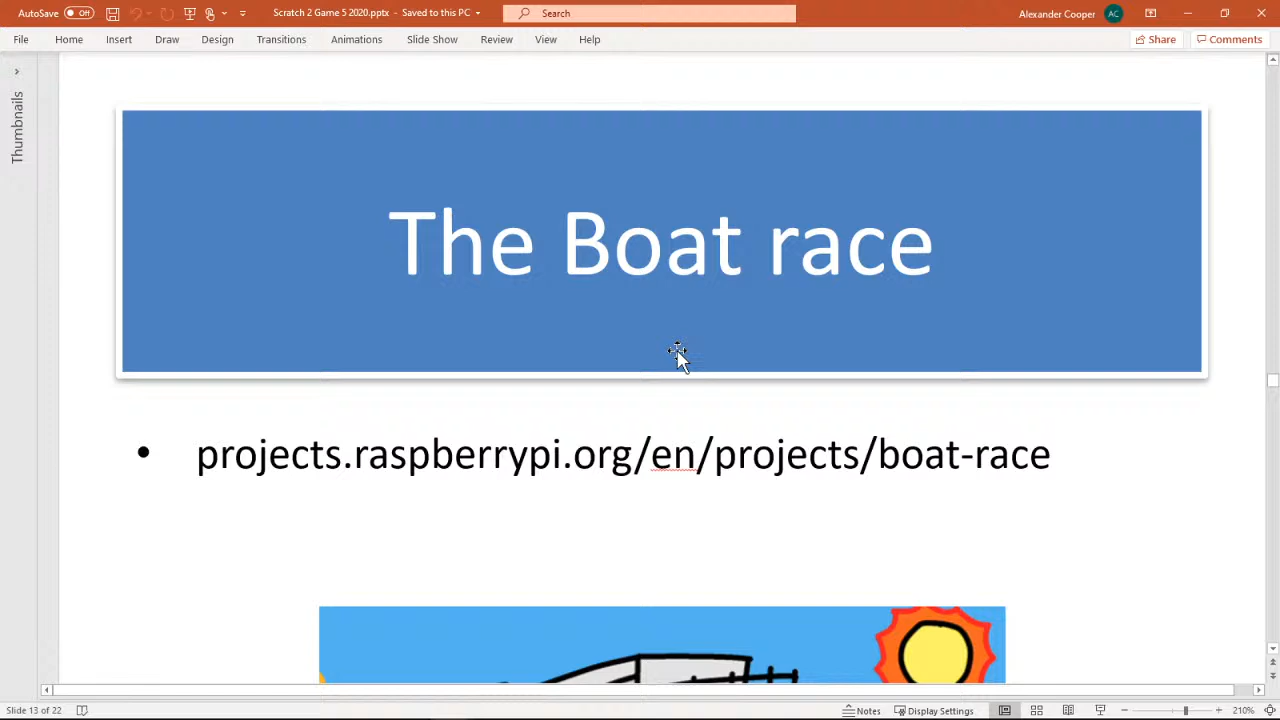 AutoSave Off Scratch 2 Game 5 2020.pptx - Saved to this PC Search Alexander Cooper AC
File Home Insert Draw Design Transitions Animations Slide Show Review View Help Share Comments
Thumbnails
The Boat race
• projects.raspberrypi.org/en/projects/boat-race
Slide 13 of 22 Notes Display Settings 210%